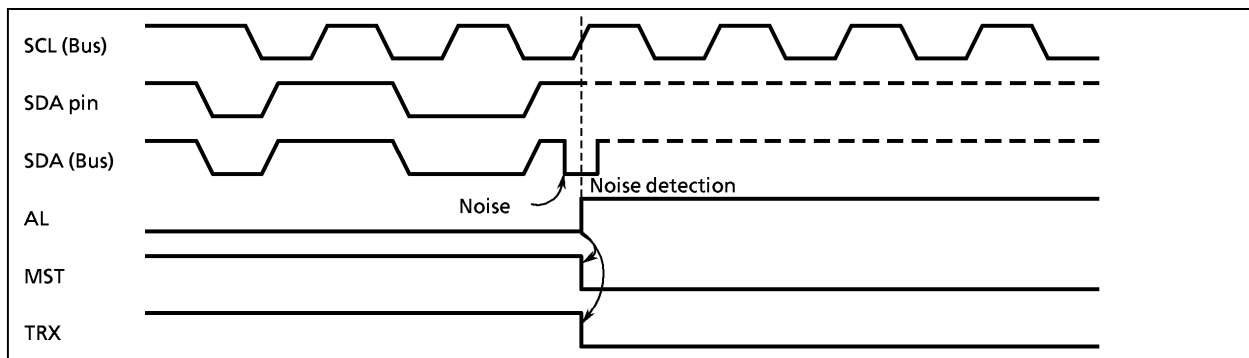 SCL (Bus)
SDA pin
SDA (Bus)
Noise detection
Noise
AL
MST
TRX